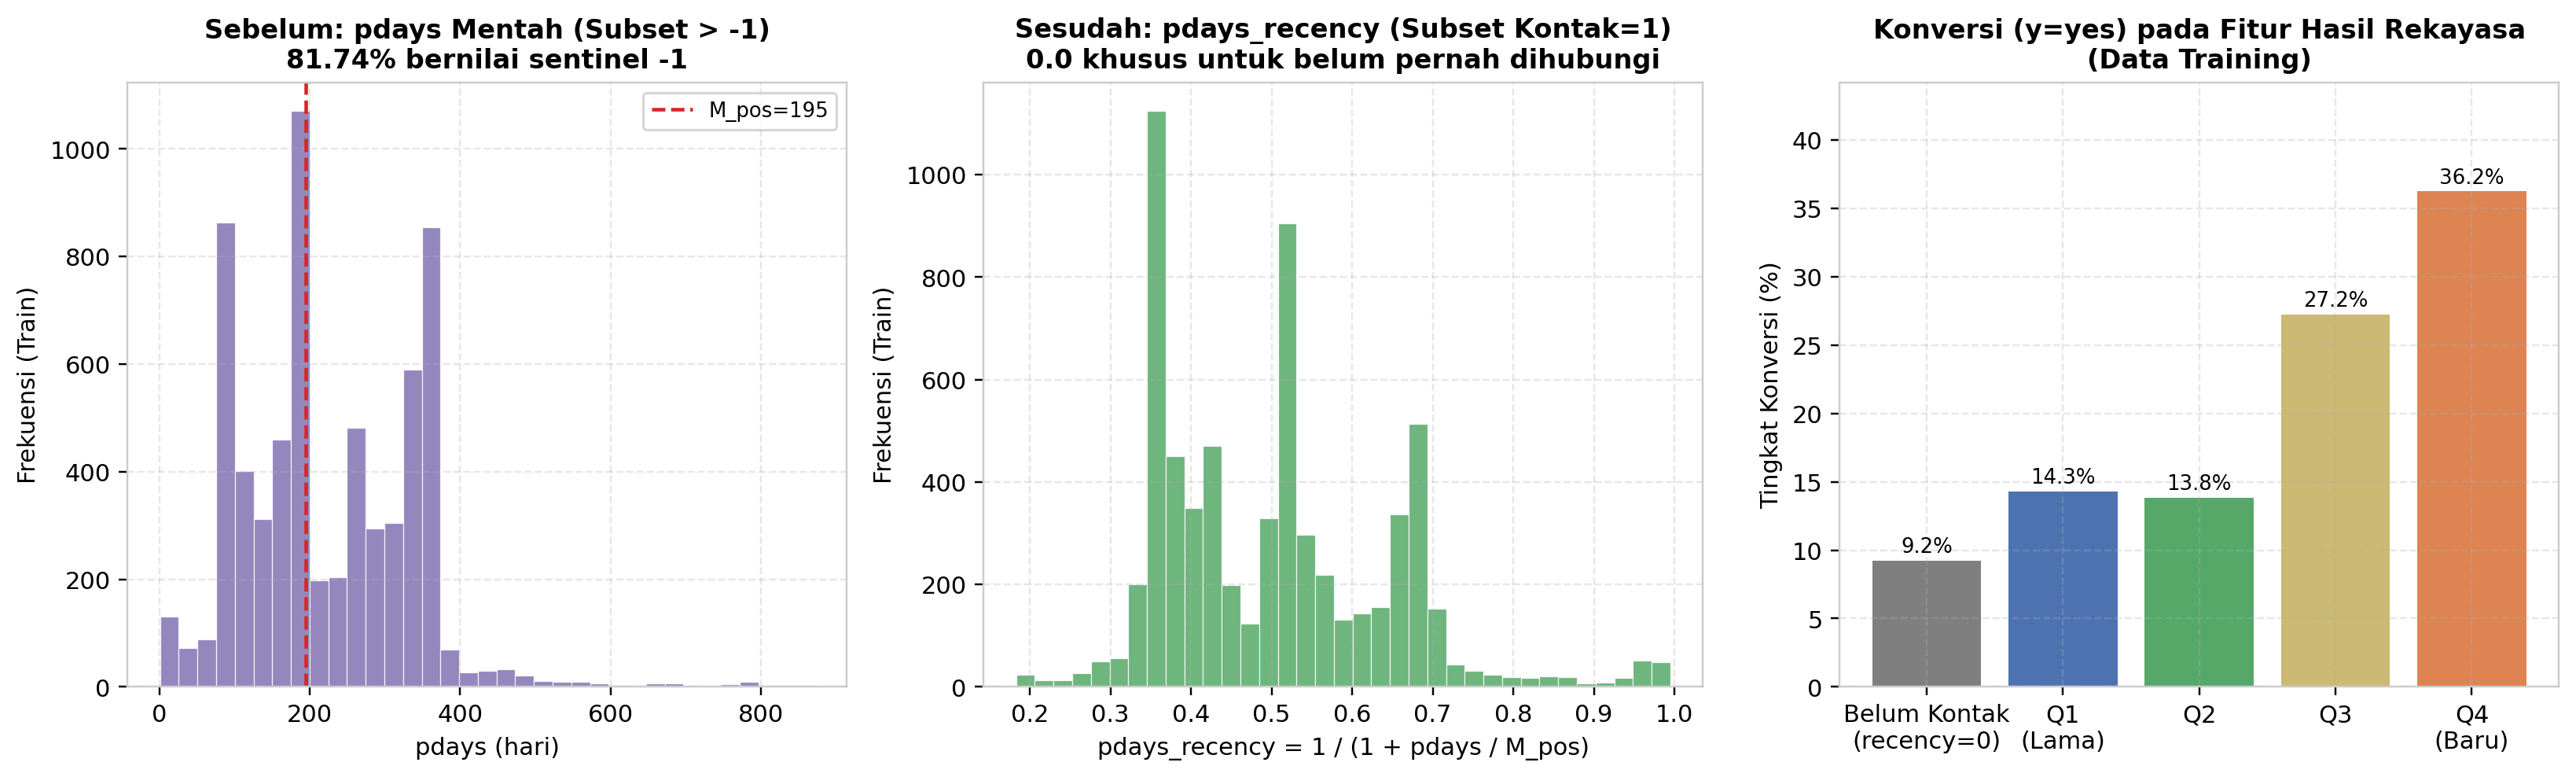 Sebelum: pdays Mentah (Subset > -1)
81.74% bernilai sentinel -1
M_pos=195
Frekuensi (Train)
1000
800
600
400
200
0
0 200 400 600 800
pdays (hari)
Sesudah: pdays_recency (Subset Kontak=1)
0.0 khusus untuk belum pernah dihubungi
Frekuensi (Train)
1000
800
600
400
200
0
0.2 0.3 0.4 0.5 0.6 0.7 0.8 0.9 1.0
pdays_recency = 1 / (1 + pdays / M_pos)
Konversi (y=yes) pada Fitur Hasil Rekayasa
(Data Training)
Tingkat Konversi (%)
40
35
30
25
20
15
10
5
0
9.2%
14.3%
13.8%
27.2%
36.2%
Belum Kontak
(recency=0)
Q1
(Lama)
Q2
Q3
Q4
(Baru)